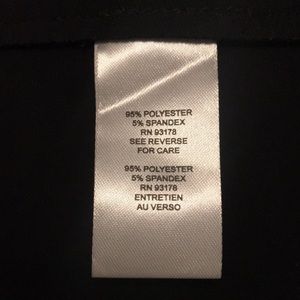 95% POLYESTER
5% SPANDEX
RN 93178
SEE REVERSE
FOR CARE
95% POLYESTER
5% SPANDEX
RN 93178
ENTRETIEN
AU VERSO